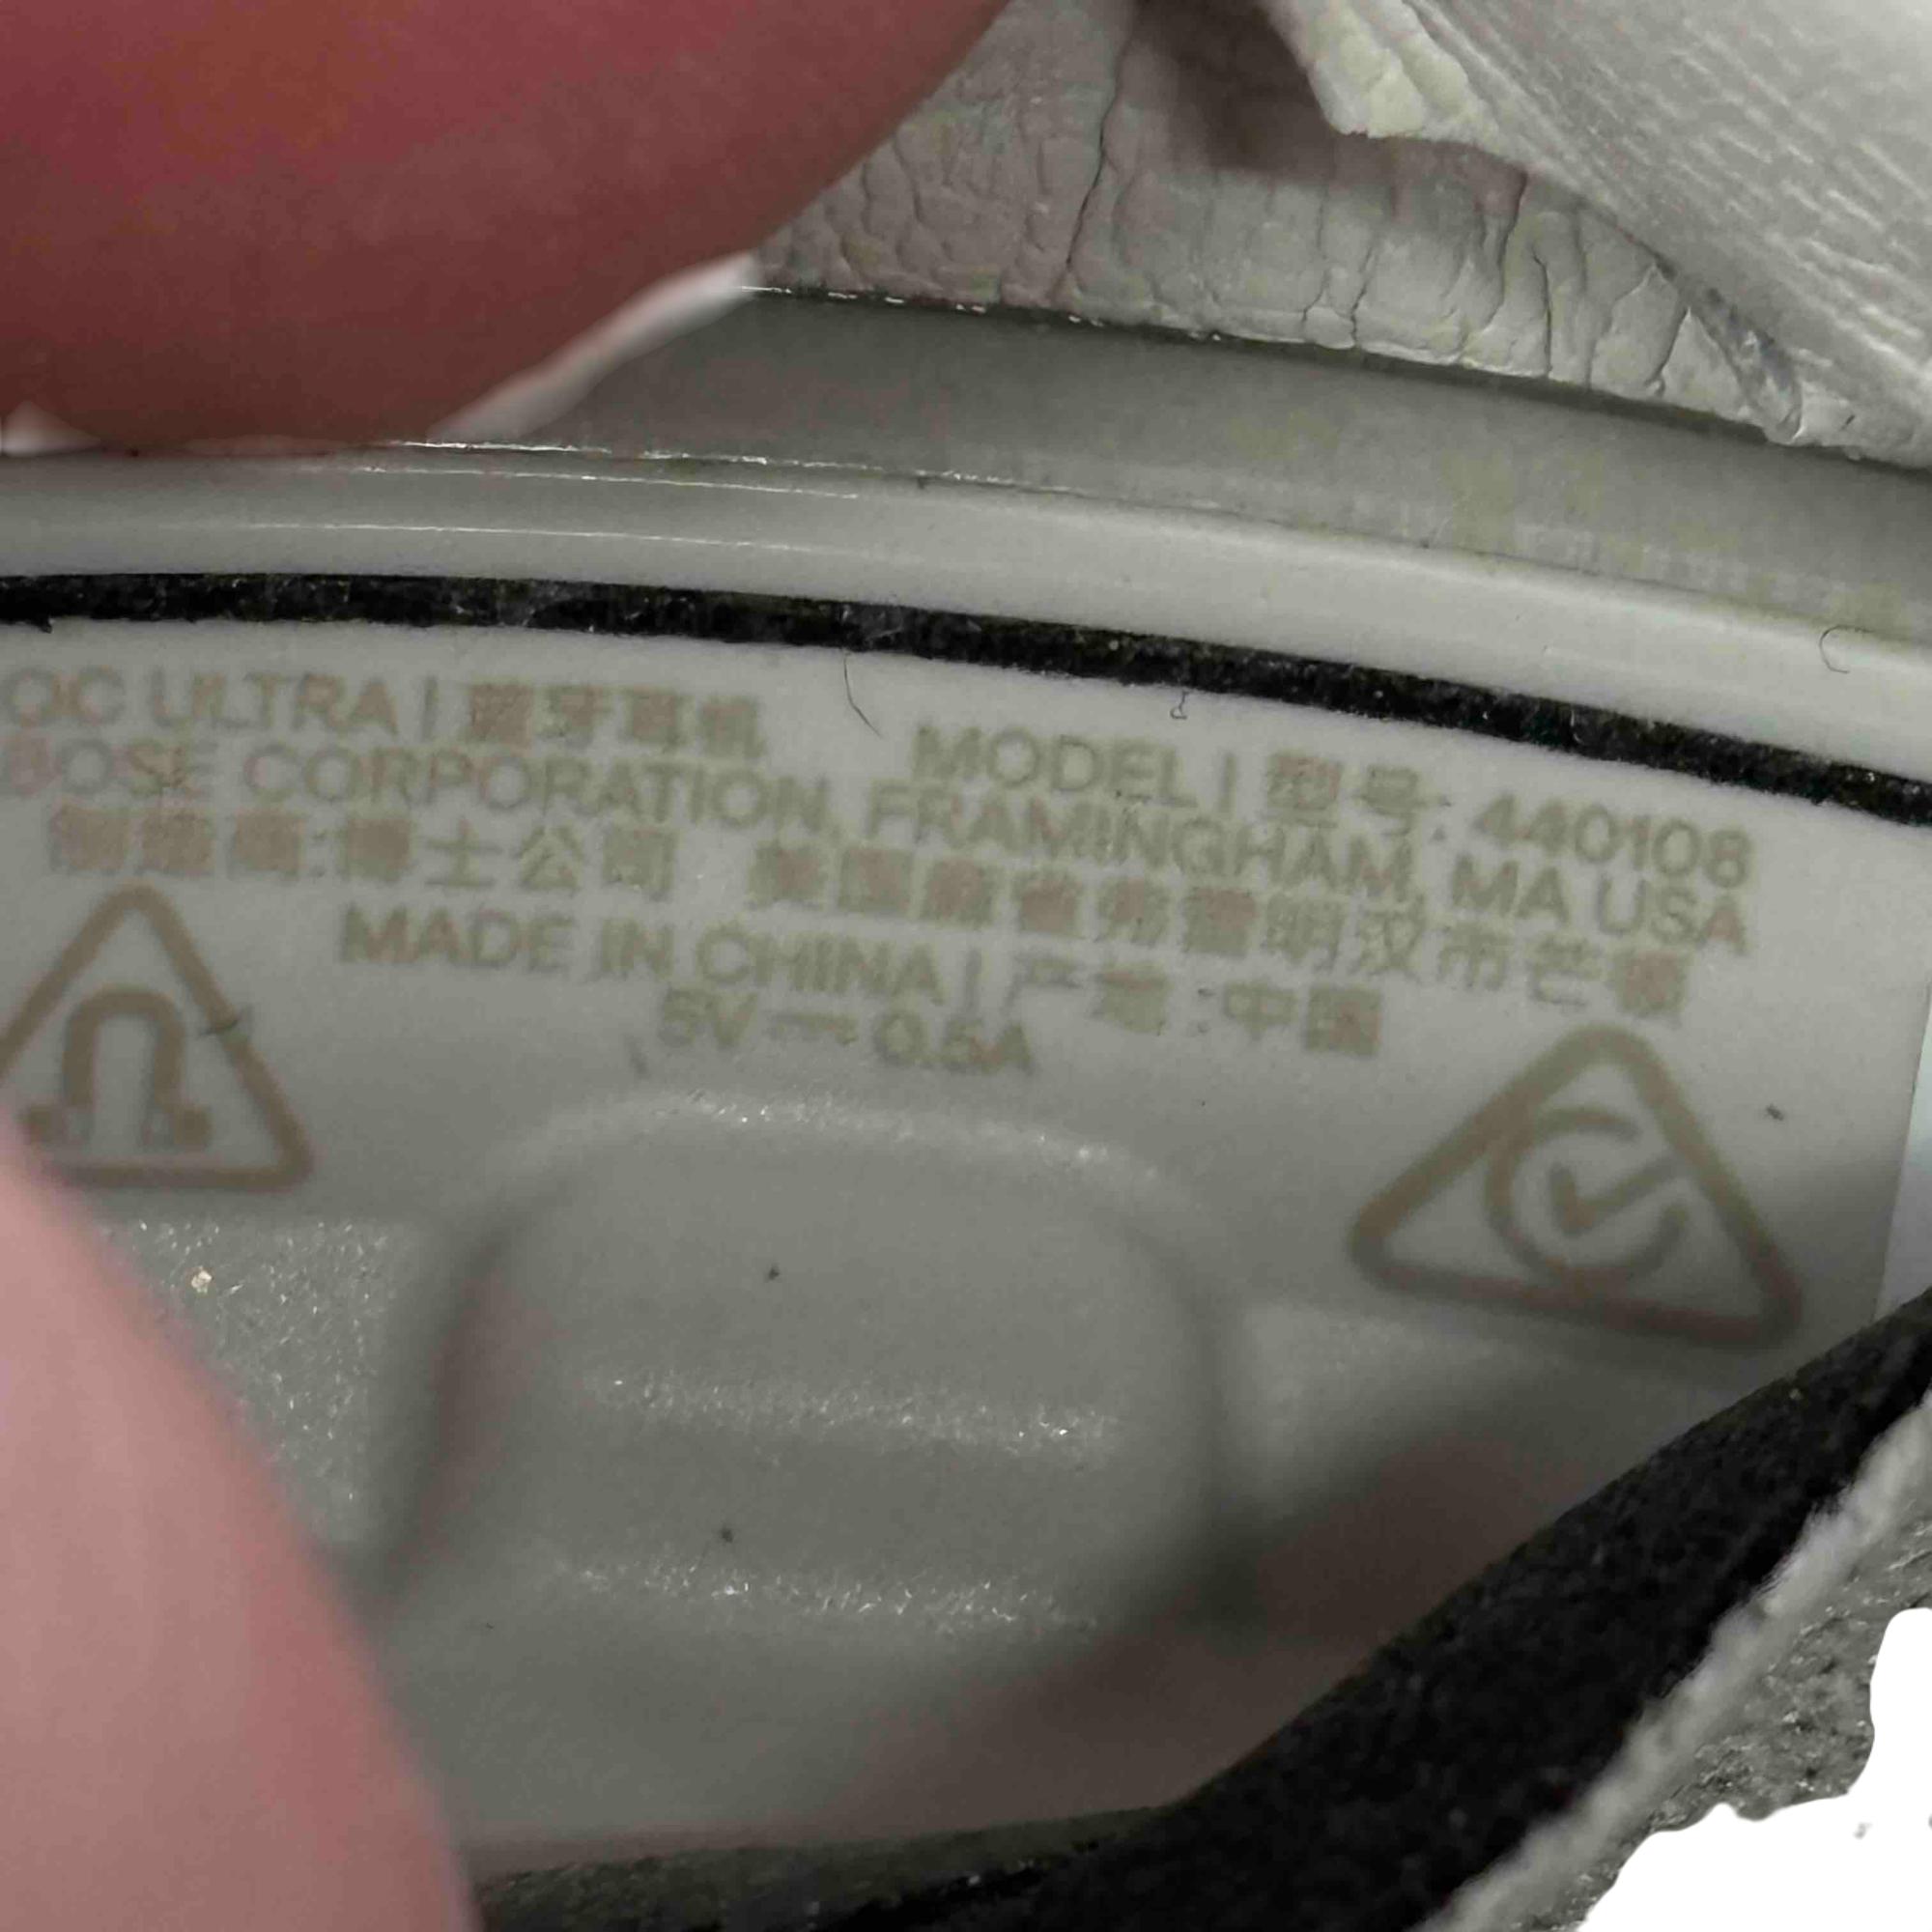 QC ULTRA | 蓝牙耳机 MODEL | 型号: 440108
BOSE CORPORATION, FRAMINGHAM, MA USA
制造商:博士公司 美国麻省弗雷明汉市芒顿
MADE IN CHINA | 产地:中国
5V⎓0.5A